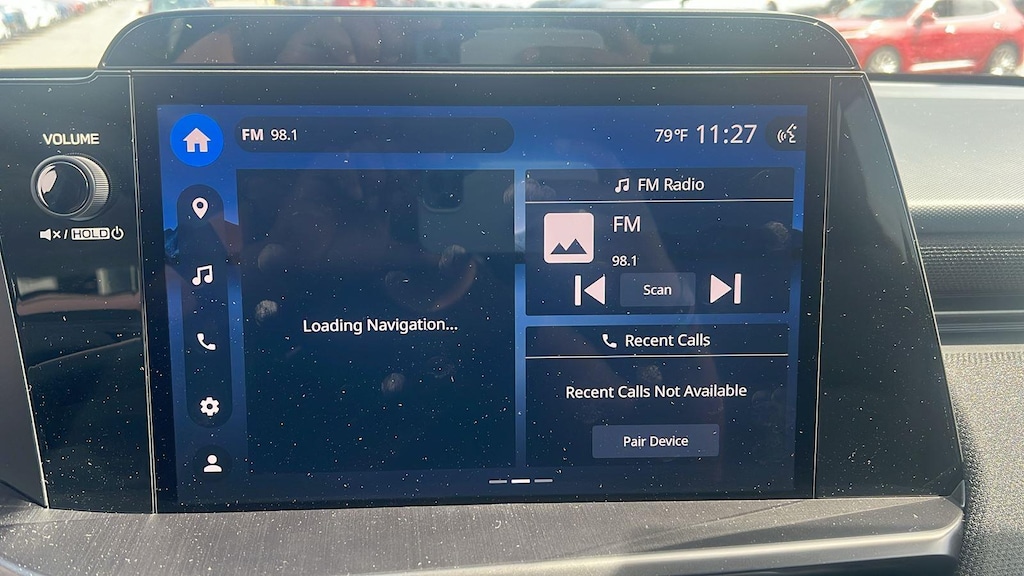 VOLUME
HOLD
FM 98.1
79°F 11:27
Loading Navigation...
FM Radio
FM
98.1
Scan
Recent Calls
Recent Calls Not Available
Pair Device